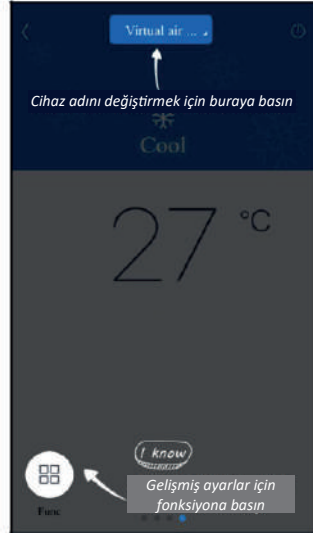 Virtual air ...
Cihaz adını değiştirmek için buraya basın
Cool
27 °C
I know
Gelişmiş ayarlar için
fonksiyona basın
Func